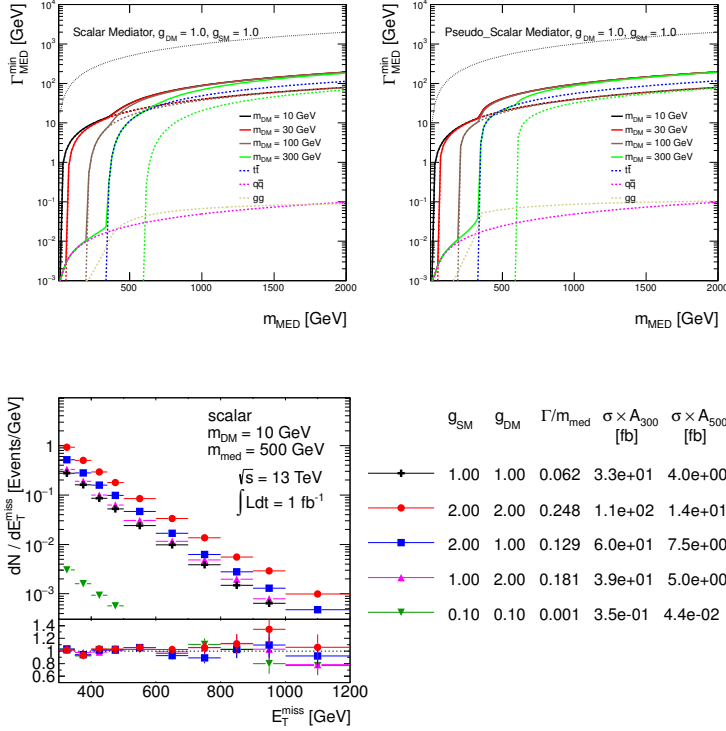 Γ_MED^min [GeV]
10⁴
10³
10²
10
1
10⁻¹
10⁻²
10⁻³
Scalar Mediator, g_DM = 1.0, g_SM = 1.0
m_DM = 10 GeV
m_DM = 30 GeV
m_DM = 100 GeV
m_DM = 300 GeV
tt̄
qq̄
gg
500 1000 1500 2000
m_MED [GeV]
Γ_MED^min [GeV]
10⁴
10³
10²
10
1
10⁻¹
10⁻²
10⁻³
Pseudo_Scalar Mediator, g_DM = 1.0, g_SM = 1.0
m_DM = 10 GeV
m_DM = 30 GeV
m_DM = 100 GeV
m_DM = 300 GeV
tt̄
qq̄
gg
500 1000 1500 2000
m_MED [GeV]
dN / dE_T^miss [Events/GeV]
1
10⁻¹
10⁻²
10⁻³
scalar
m_DM = 10 GeV
m_med = 500 GeV
√s = 13 TeV
∫ Ldt = 1 fb⁻¹
1.4
1.2
1.0
0.8
0.6
400 600 800 1000 1200
E_T^miss [GeV]
g_SM g_DM Γ/m_med σ × A_300 σ × A_500
[fb] [fb]
1.00 1.00 0.062 3.3e+01 4.0e+00
2.00 2.00 0.248 1.1e+02 1.4e+01
2.00 1.00 0.129 6.0e+01 7.5e+00
1.00 2.00 0.181 3.9e+01 5.0e+00
0.10 0.10 0.001 3.5e-01 4.4e-02